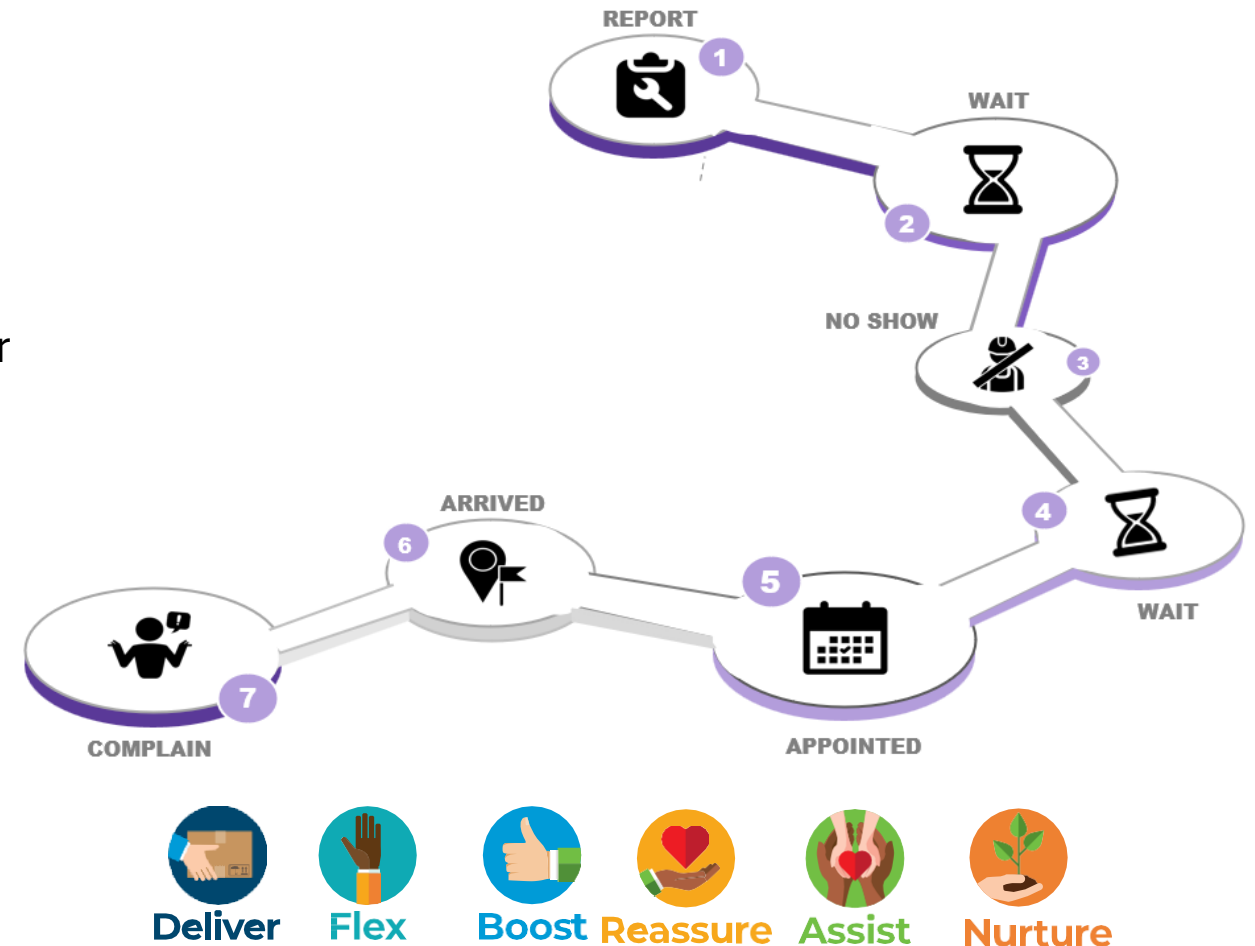 REPORT
1
WAIT
2
NO SHOW
3
r
4
WAIT
ARRIVED
6
5
APPOINTED
7
COMPLAIN
!
Deliver Flex Boost Reassure Assist Nurture